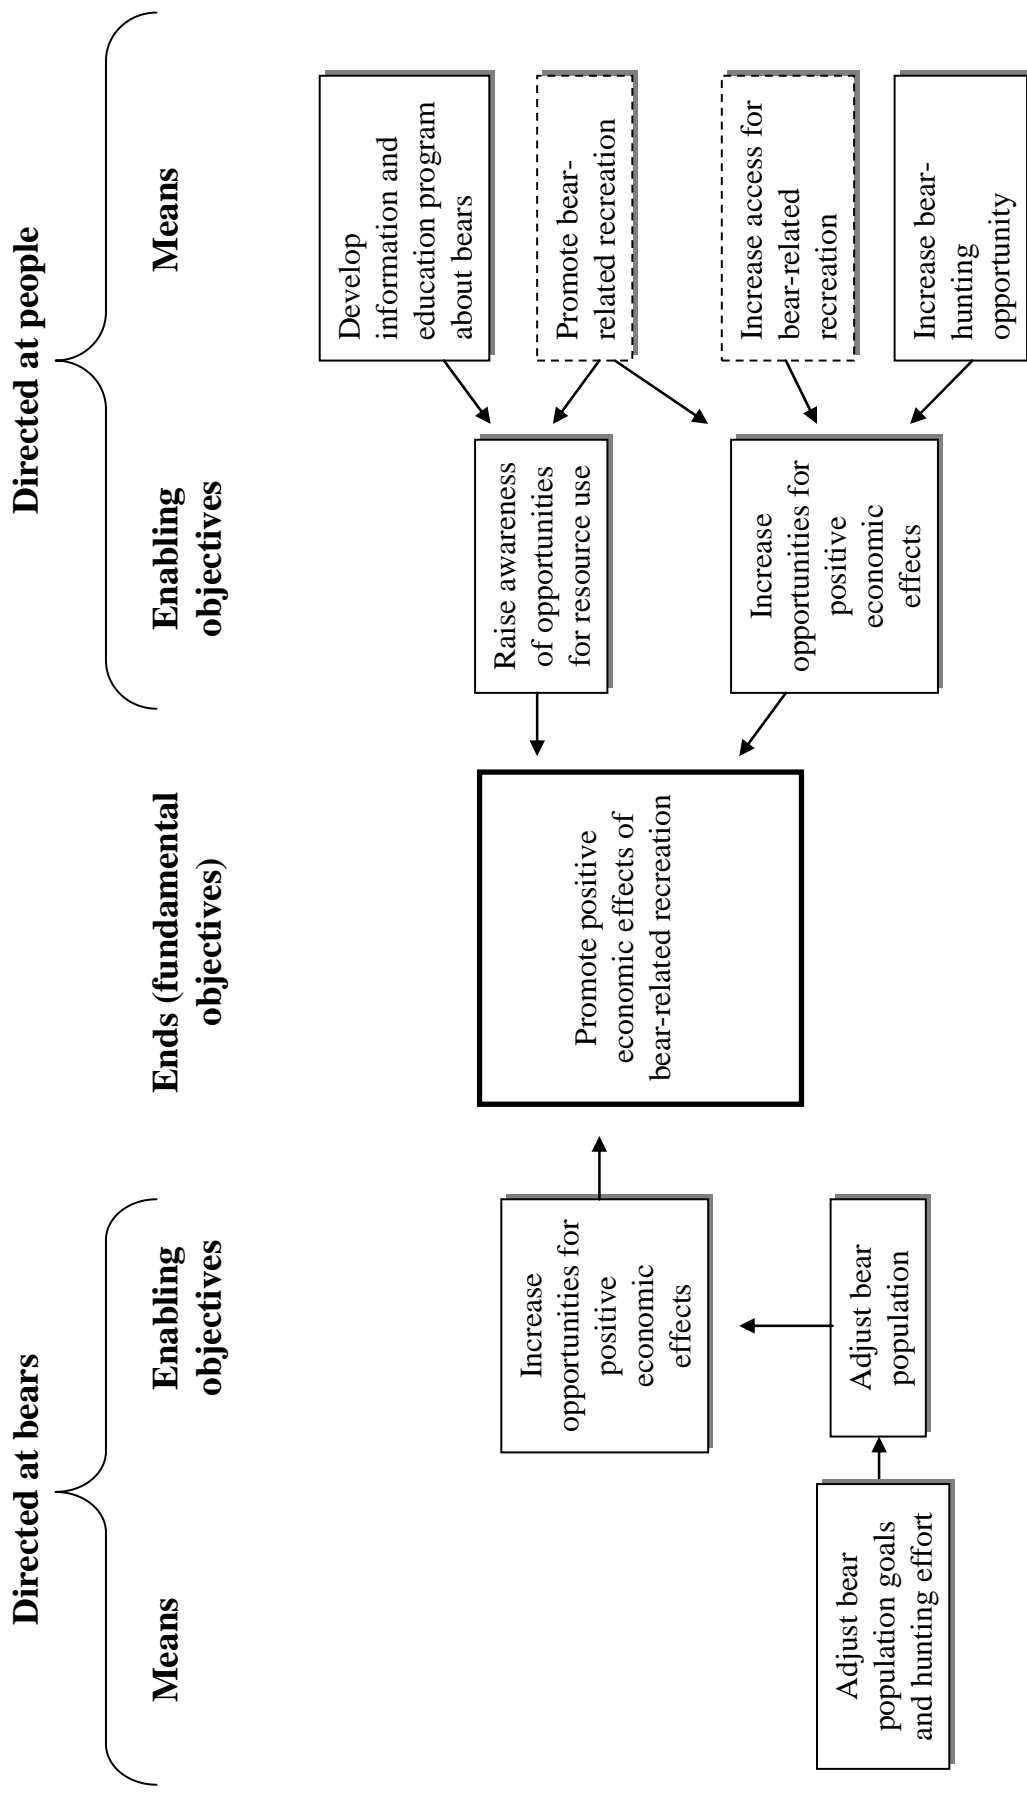 Directed at bears
Directed at people
Means
Enabling
objectives
Ends (fundamental
objectives)
Enabling
objectives
Means
Adjust bear
population goals
and hunting effort
Increase
opportunities for
positive
economic
effects
Adjust bear
population
Promote positive
economic effects of
bear-related recreation
Raise awareness
of opportunities
for resource use
Increase
opportunities for
positive
economic
effects
Develop
information and
education program
about bears
Promote bear-
related recreation
Increase access for
bear-related
recreation
Increase bear-
hunting
opportunity